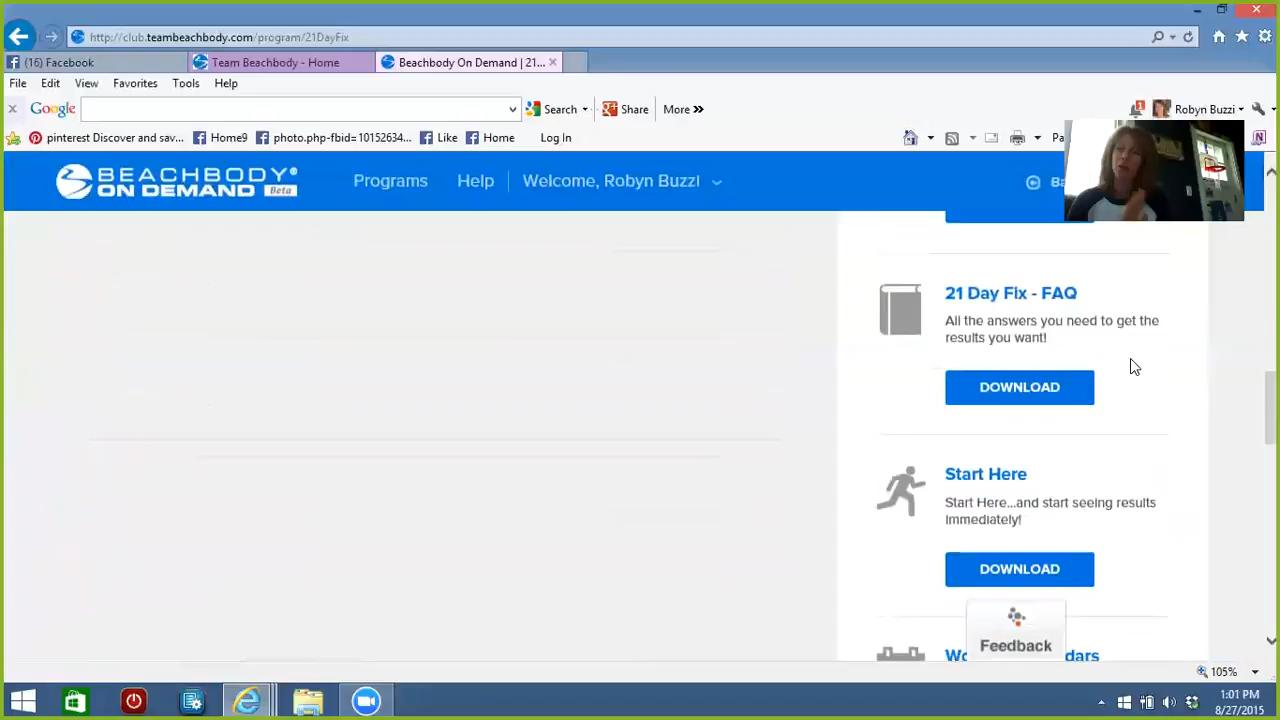 http://club.teambeachbody.com/program/21DayFix
(16) Facebook
Team Beachbody - Home
Beachbody On Demand | 21...
File Edit View Favorites Tools Help
Google
Search
Share
More »
1
Robyn Buzzi
pinterest Discover and sav...
Home9
photo.php-fbid=10152634...
Like
Home
Log In
BEACHBODY®
ON DEMAND Beta
Programs
Help
Welcome, Robyn Buzzi
21 Day Fix - FAQ
All the answers you need to get the
results you want!
DOWNLOAD
Start Here
Start Here...and start seeing results
immediately!
DOWNLOAD
Feedback
105%
1:01 PM
8/27/2015